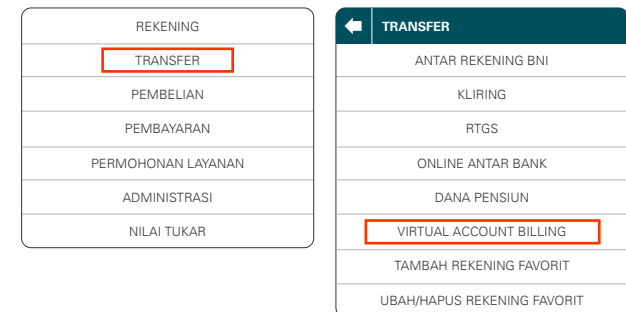 REKENING
TRANSFER
PEMBELIAN
PEMBAYARAN
PERMOHONAN LAYANAN
ADMINISTRASI
NILAI TUKAR
TRANSFER
ANTAR REKENING BNI
KLIRING
RTGS
ONLINE ANTAR BANK
DANA PENSIUN
VIRTUAL ACCOUNT BILLING
TAMBAH REKENING FAVORIT
UBAH/HAPUS REKENING FAVORIT